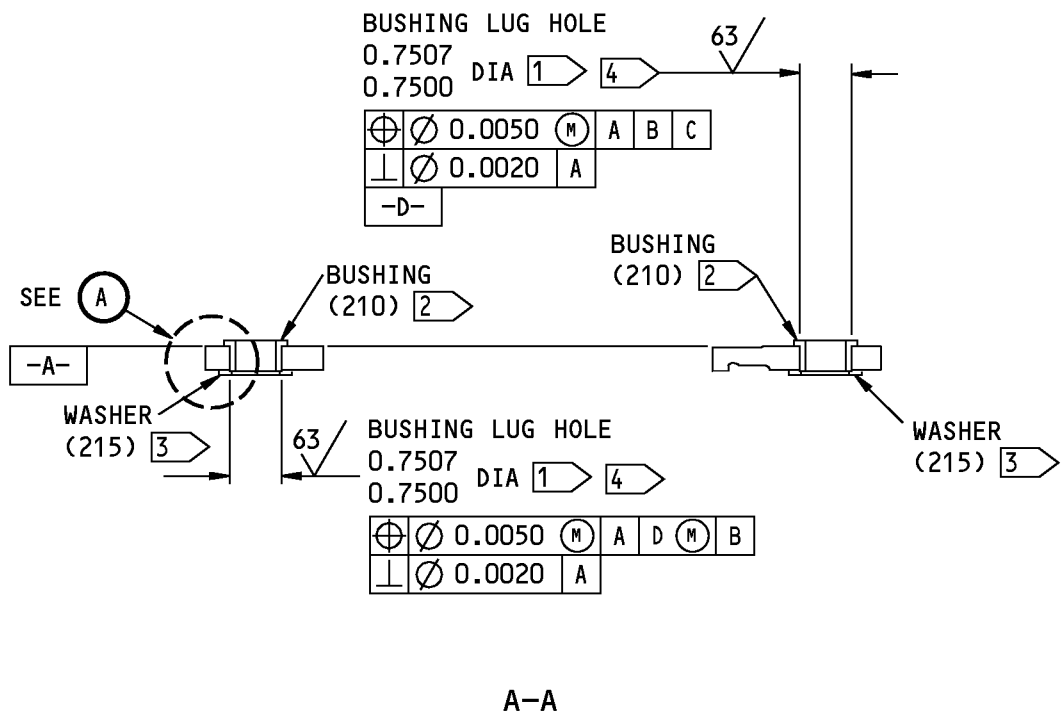 BUSHING LUG HOLE
0.7507
0.7500
DIA 1 4
63
⌖ ⌀ 0.0050 Ⓜ A B C
⊥ ⌀ 0.0020 A
-D-
BUSHING
(210) 2
BUSHING
(210) 2
SEE A
-A-
WASHER
(215) 3
63
BUSHING LUG HOLE
0.7507
0.7500
DIA 1 4
WASHER
(215) 3
⌖ ⌀ 0.0050 Ⓜ A D Ⓜ B
⊥ ⌀ 0.0020 A
A-A